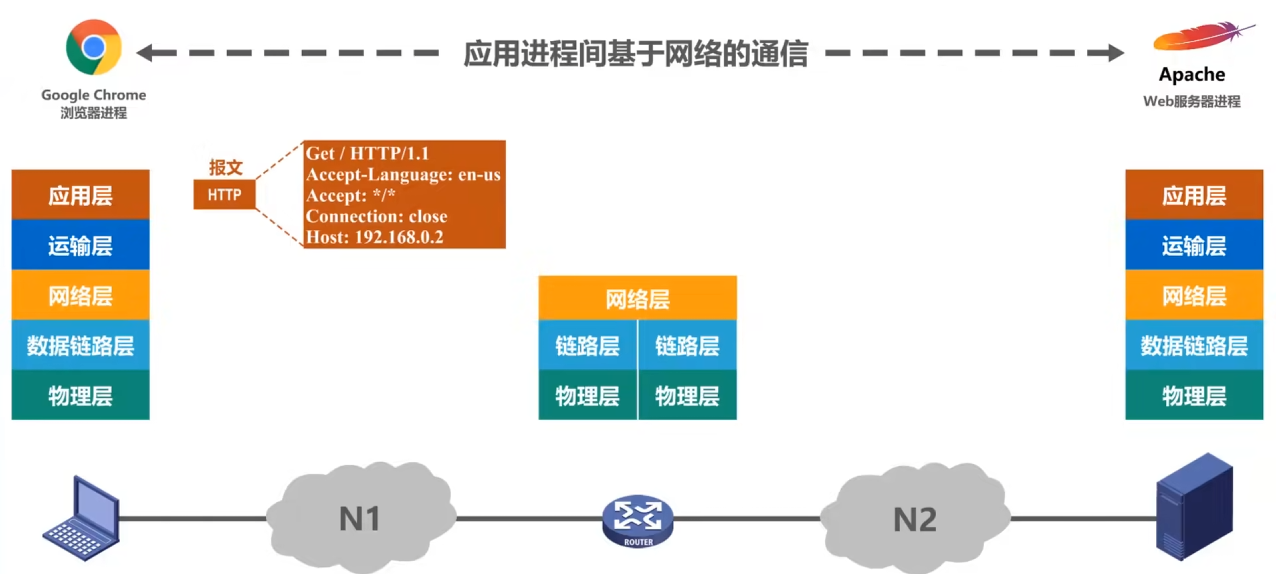 应用进程间基于网络的通信
Google Chrome
浏览器进程
Apache
Web服务器进程
报文
HTTP
Get / HTTP/1.1
Accept-Language: en-us
Accept: */*
Connection: close
Host: 192.168.0.2
应用层
运输层
网络层
数据链路层
物理层
网络层
链路层 链路层
物理层 物理层
应用层
运输层
网络层
数据链路层
物理层
N1
ROUTER
N2